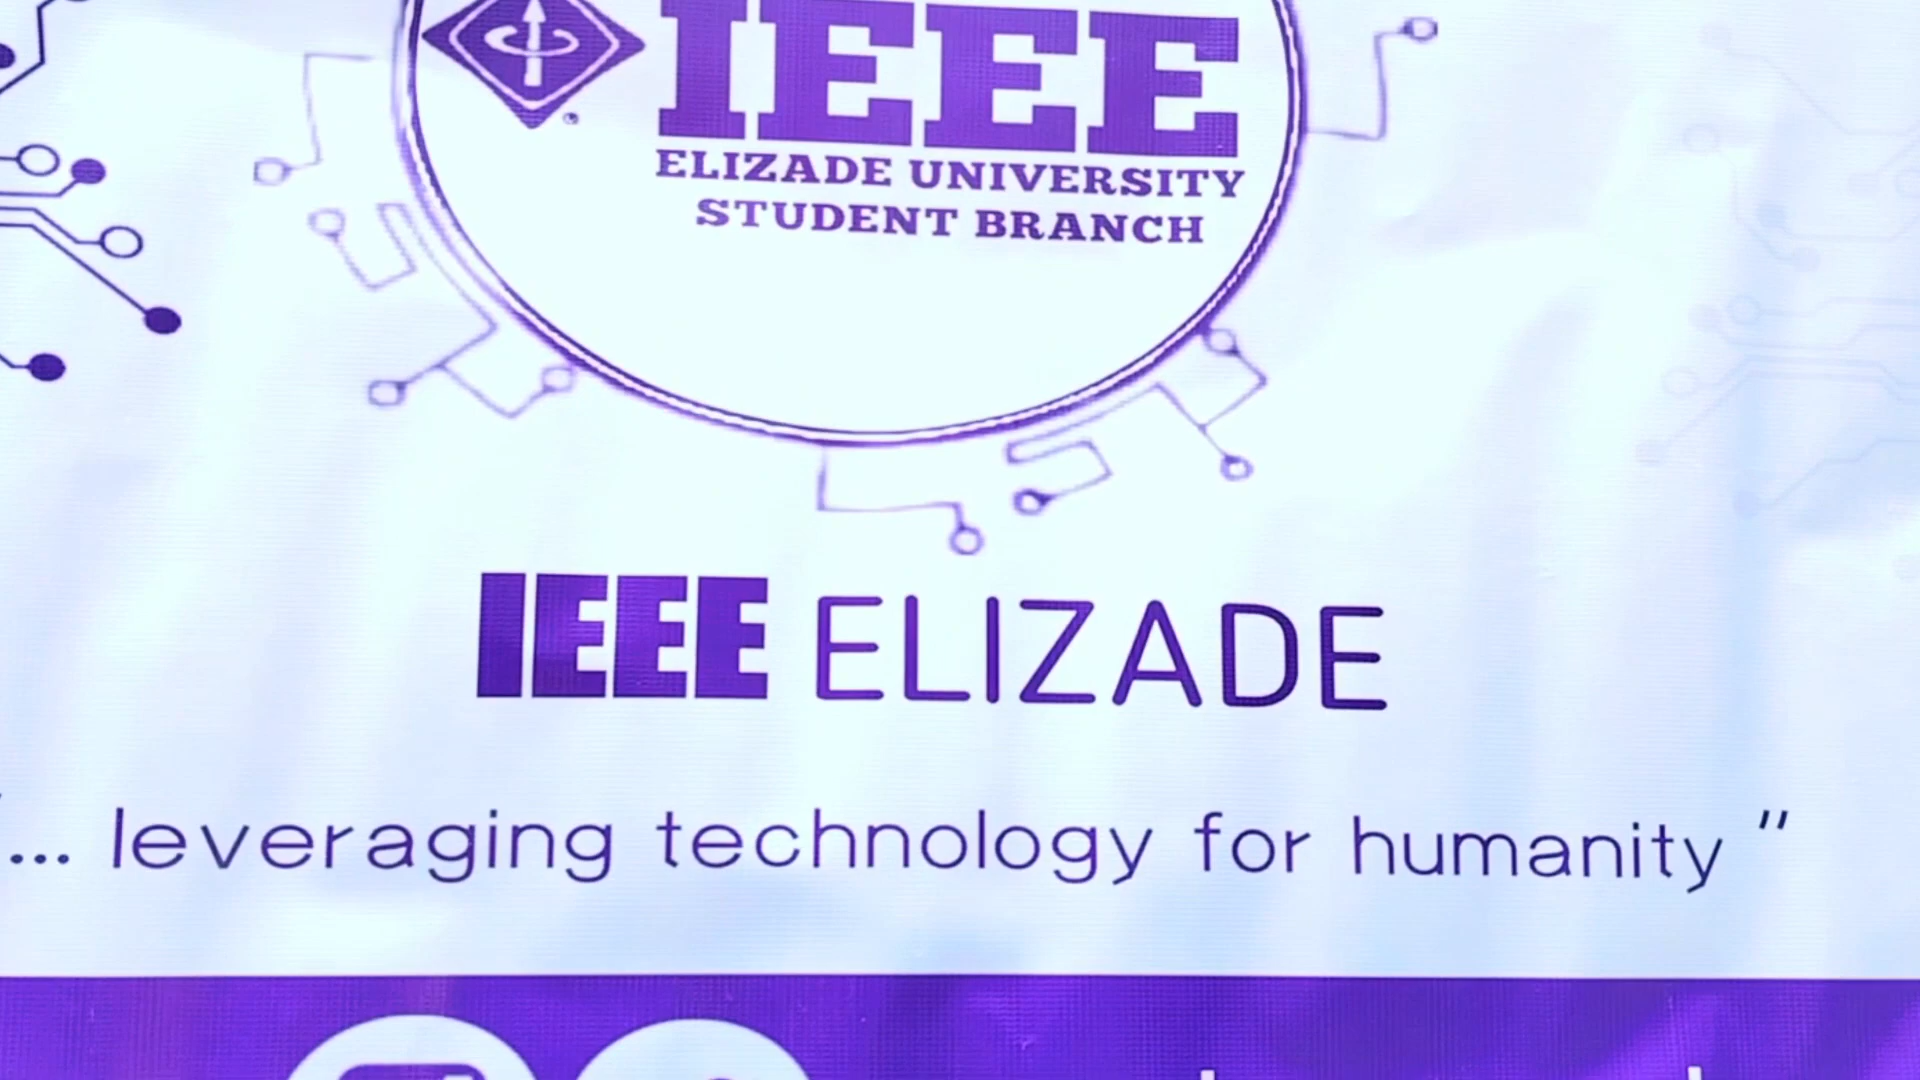 IEEE
ELIZADE UNIVERSITY
STUDENT BRANCH
IEEE ELIZADE
"... leveraging technology for humanity "